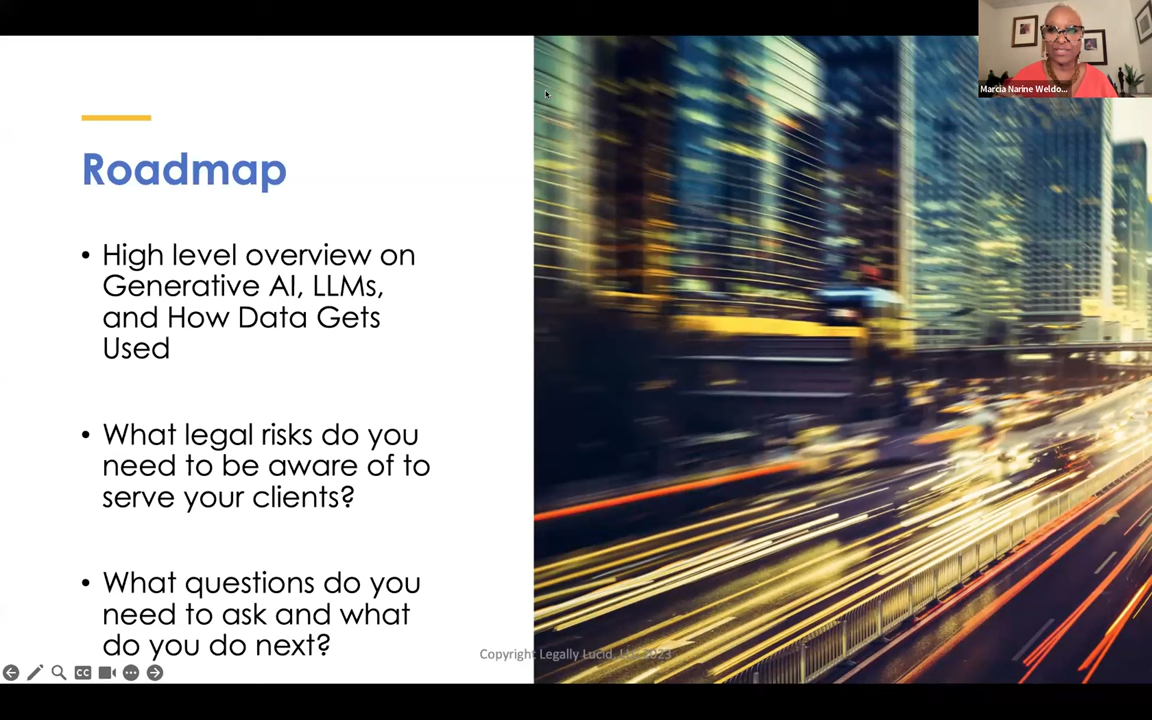 Marcia Narine Weldo...
Roadmap
• High level overview on
Generative AI, LLMs,
and How Data Gets
Used
• What legal risks do you
need to be aware of to
serve your clients?
• What questions do you
need to ask and what
do you do next?
Copyright Legally Lucid, 2023
CC